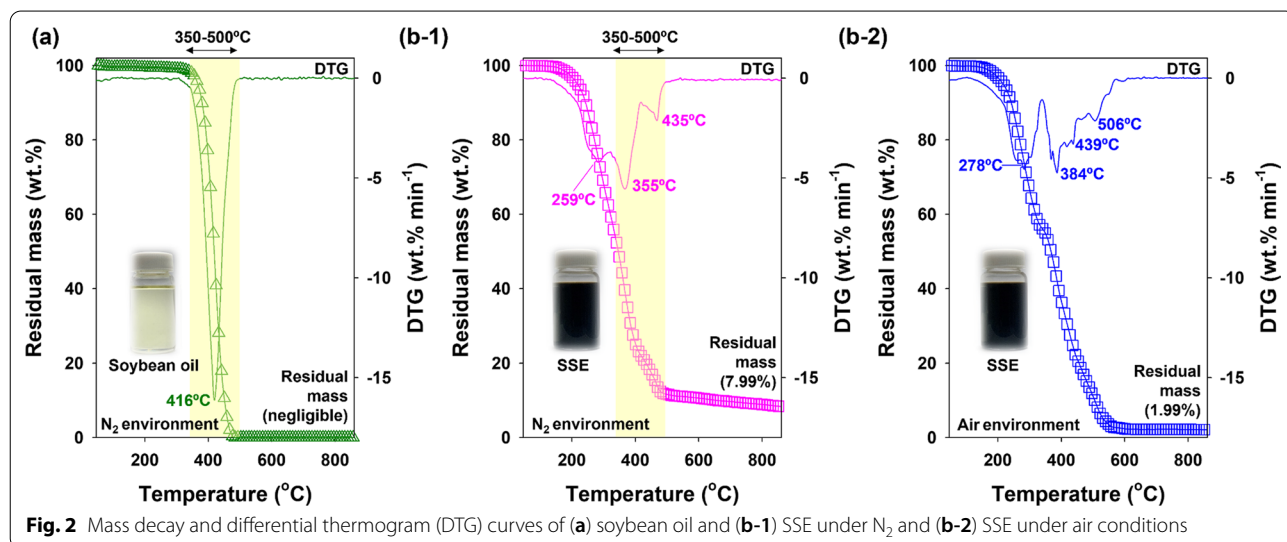 (a)
350-500ºC
DTG
Residual mass (wt.%)
100
80
60
40
20
0
0
-5
-10
-15
DTG (wt.% min⁻¹)
Soybean oil
416ºC
Residual
mass
(negligible)
N₂ environment
0
200
400
600
800
Temperature (°C)
(b-1)
350-500ºC
DTG
Residual mass (wt.%)
100
80
60
40
20
0
0
-5
-10
-15
DTG (wt.% min⁻¹)
435ºC
259ºC
355ºC
SSE
Residual
mass
(7.99%)
N₂ environment
0
200
400
600
800
Temperature (°C)
(b-2)
DTG
Residual mass (wt.%)
100
80
60
40
20
0
0
-5
-10
-15
DTG (wt.% min⁻¹)
506ºC
439ºC
278ºC
384ºC
SSE
Residual
mass
(1.99%)
Air environment
0
200
400
600
800
Temperature (°C)
Fig. 2 Mass decay and differential thermogram (DTG) curves of (a) soybean oil and (b-1) SSE under N₂ and (b-2) SSE under air conditions